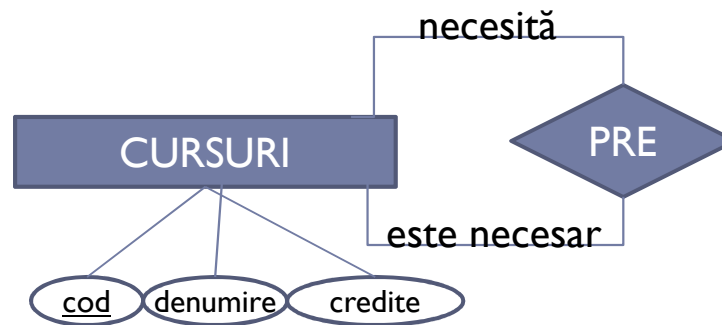 necesită
CURSURI
PRE
este necesar
cod
denumire
credite